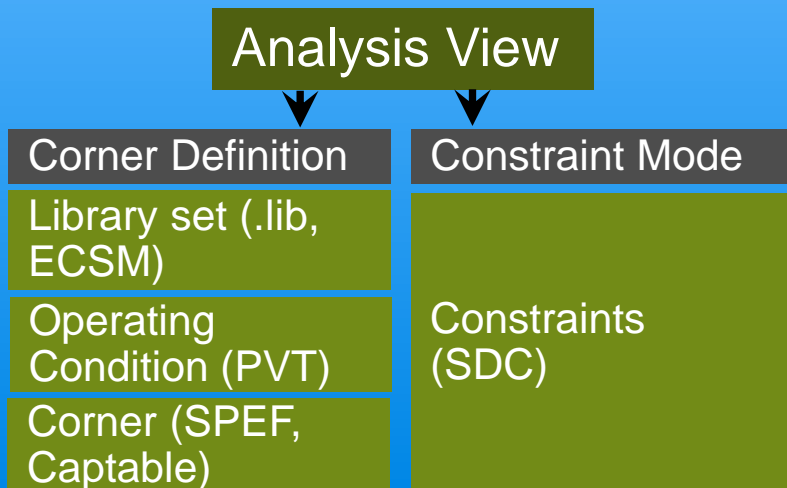 Analysis View
Corner Definition
Library set (.lib,
ECSM)
Operating
Condition (PVT)
Corner (SPEF,
Captable)
Constraint Mode
Constraints
(SDC)